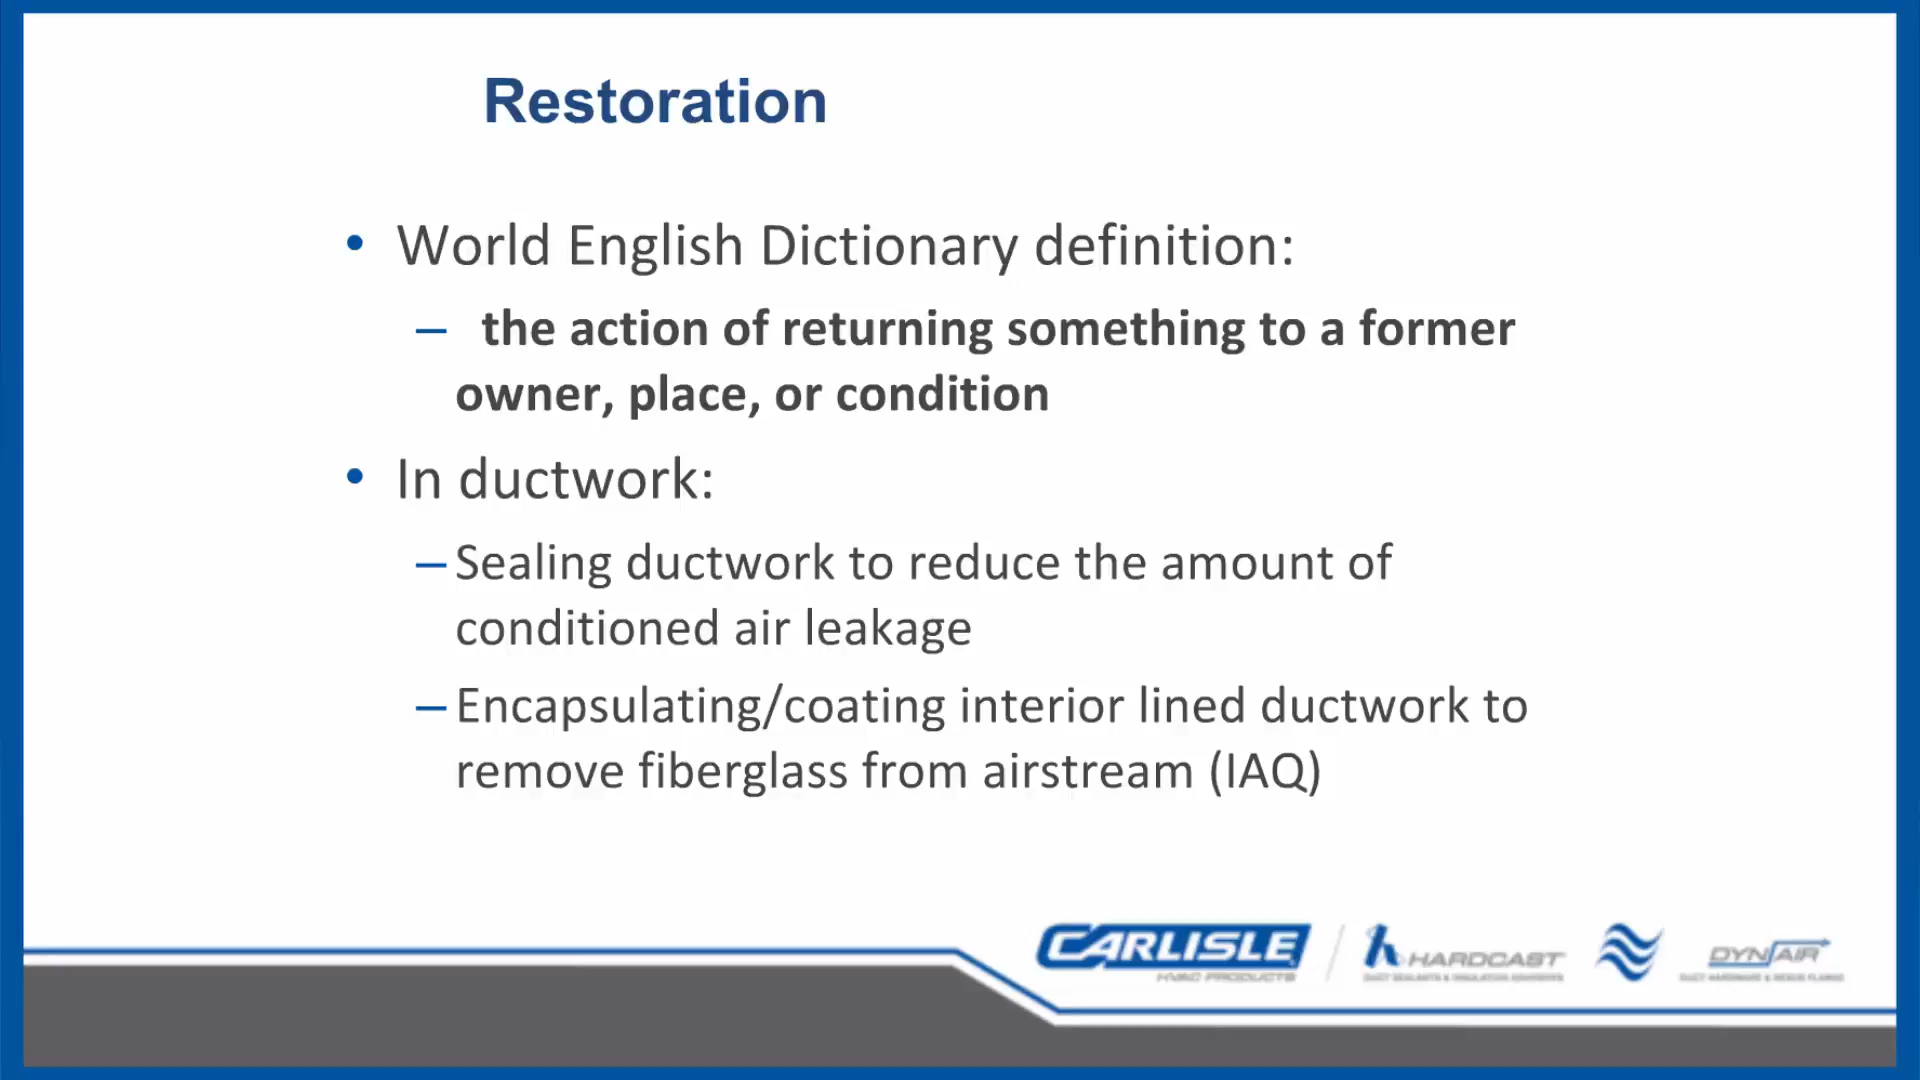 Restoration
• World English Dictionary definition:
– the action of returning something to a former
owner, place, or condition
• In ductwork:
– Sealing ductwork to reduce the amount of
conditioned air leakage
– Encapsulating/coating interior lined ductwork to
remove fiberglass from airstream (IAQ)
CARLISLE
HVAC PRODUCTS
HARDCAST
DYNAIR